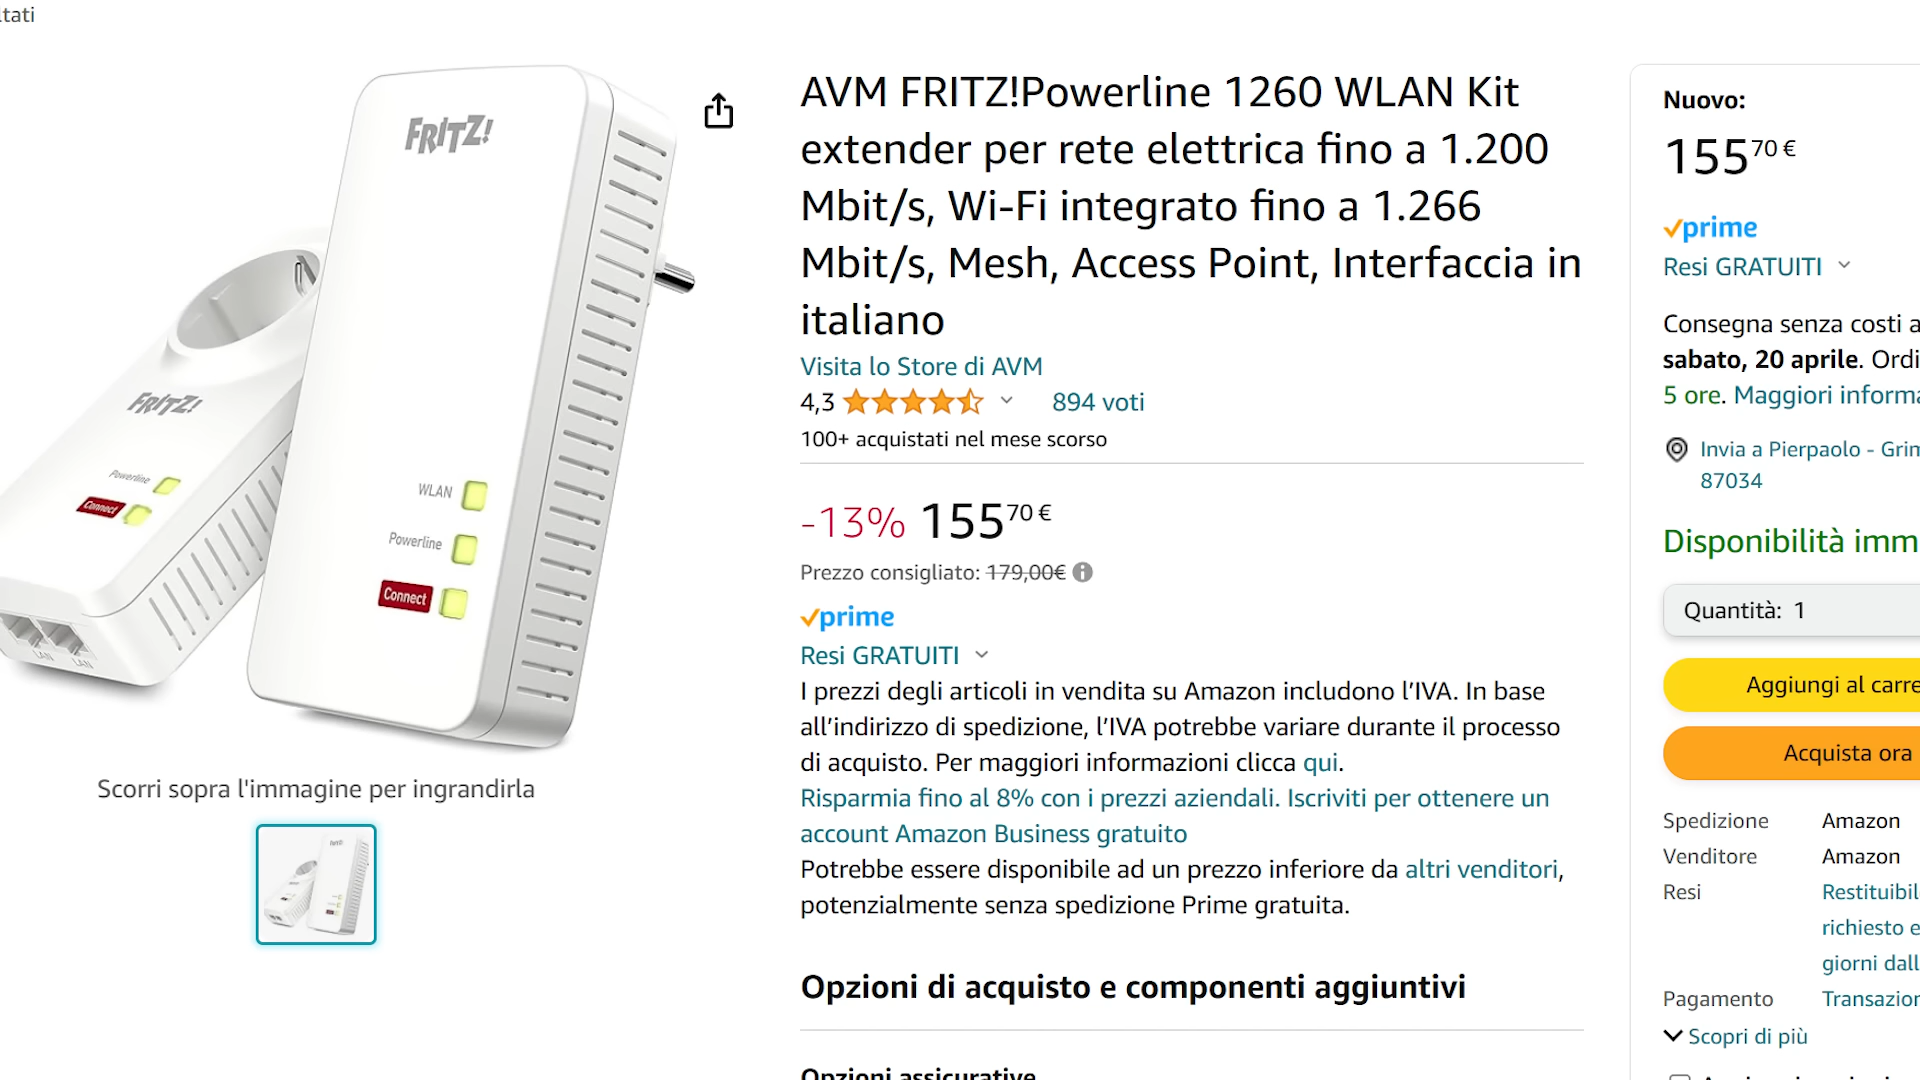 FRITZ!
WLAN
Powerline
Connect
FRITZ!
Powerline
Connect
LAN
LAN
Scorri sopra l'immagine per ingrandirla
AVM FRITZ!Powerline 1260 WLAN Kit
extender per rete elettrica fino a 1.200
Mbit/s, Wi-Fi integrato fino a 1.266
Mbit/s, Mesh, Access Point, Interfaccia in
italiano
Visita lo Store di AVM
4,3 894 voti
100+ acquistati nel mese scorso
-13% 15570 €
Prezzo consigliato: 179,00€
prime
Resi GRATUITI
I prezzi degli articoli in vendita su Amazon includono l’IVA. In base
all’indirizzo di spedizione, l’IVA potrebbe variare durante il processo
di acquisto. Per maggiori informazioni clicca qui.
Risparmia fino al 8% con i prezzi aziendali. Iscriviti per ottenere un
account Amazon Business gratuito
Potrebbe essere disponibile ad un prezzo inferiore da altri venditori,
potenzialmente senza spedizione Prime gratuita.
Opzioni di acquisto e componenti aggiuntivi
Opzioni assicurative
Nuovo:
15570 €
prime
Resi GRATUITI
Consegna senza costi a
sabato, 20 aprile. Ordi
5 ore. Maggiori informa
Invia a Pierpaolo - Grim
87034
Disponibilità imm
Quantità: 1
Aggiungi al carre
Acquista ora
Spedizione Amazon
Venditore Amazon
Resi Restituibil
richiesto e
giorni dall
Pagamento Transazion
Scopri di più